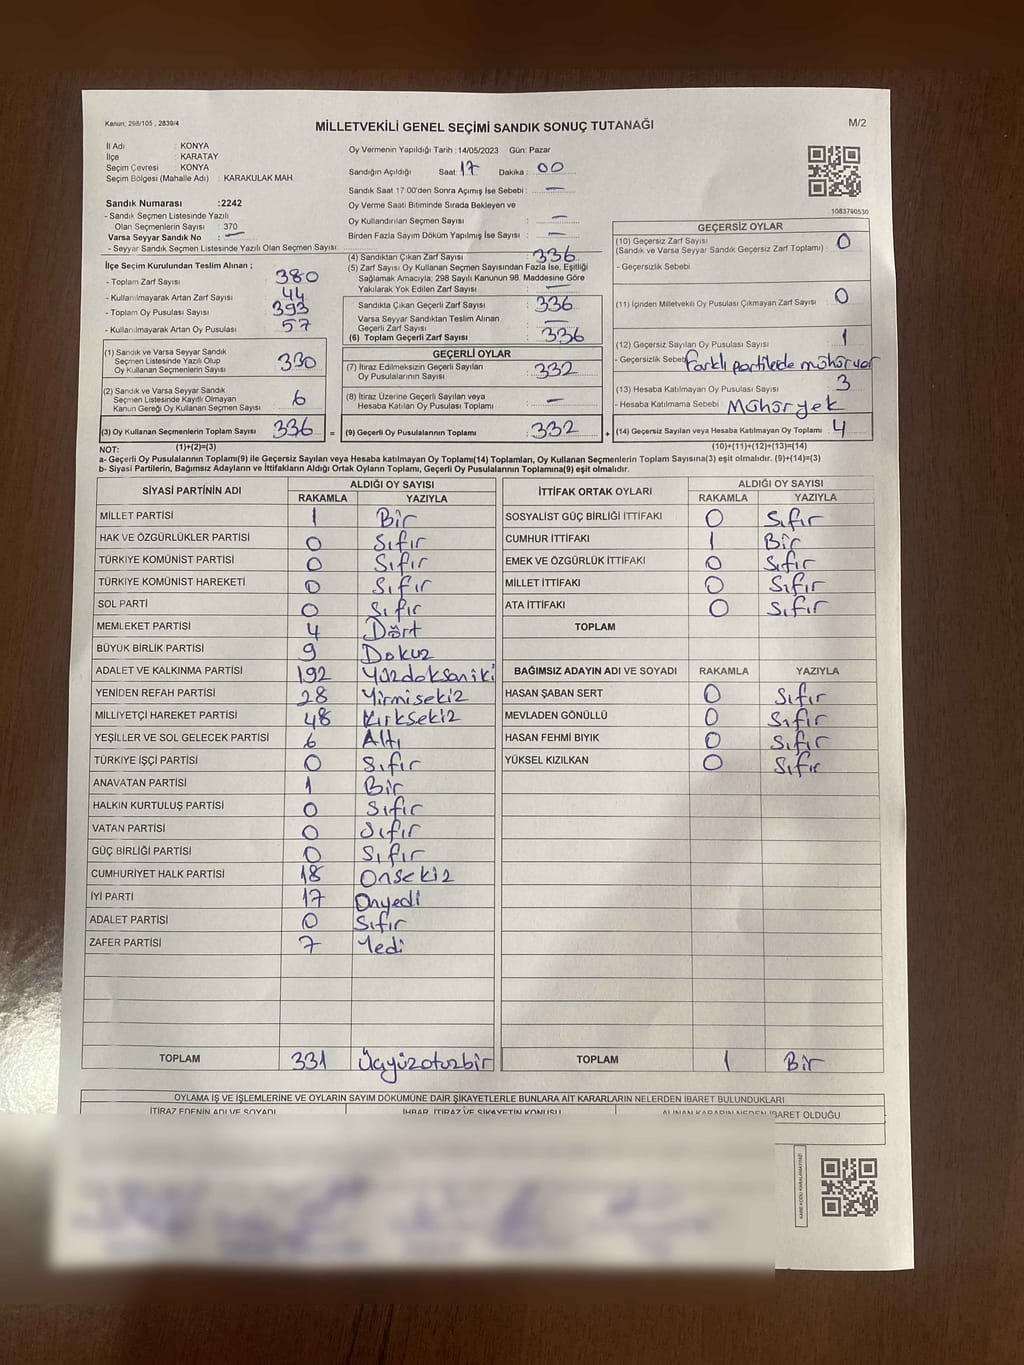 Kanun; 298/105 , 2839/4
MİLLETVEKİLİ GENEL SEÇİMİ SANDIK SONUÇ TUTANAĞI
M/2
İl Adı : KONYA
İlçe : KARATAY
Seçim Çevresi : KONYA
Seçim Bölgesi (Mahalle Adı) : KARAKULAK MAH.
Sandık Numarası :2242
- Sandık Seçmen Listesinde Yazılı
Olan Seçmenlerin Sayısı : 370
Varsa Seyyar Sandık No : —
- Seyyar Sandık Seçmen Listesinde Yazılı Olan Seçmen Sayısı :
Oy Vermenin Yapıldığı Tarih :14/05/2023 Gün: Pazar
Sandığın Açıldığı Saat: 17 Dakika : 00
Sandık Saat 17:00'den Sonra Açımış İse Sebebi : —
Oy Verme Saati Bitiminde Sırada Bekleyen ve
Oy Kullandırılan Seçmen Sayısı : —
Birden Fazla Sayım Döküm Yapılmış İse Sayısı : —
1083790530
İlçe Seçim Kurulundan Teslim Alınan ;
- Toplam Zarf Sayısı : 380
- Kullanılmayarak Artan Zarf Sayısı : 44
- Toplam Oy Pusulası Sayısı : 393
- Kullanılmayarak Artan Oy Pusulası : 57
(4) Sandıktan Çıkan Zarf Sayısı : 336
(5) Zarf Sayısı Oy Kullanan Seçmen Sayısından Fazla İse, Eşitliği
Sağlamak Amacıyla; 298 Sayılı Kanunun 98. Maddesine Göre
Yakılarak Yok Edilen Zarf Sayısı : —
Sandıkta Çıkan Geçerli Zarf Sayısı : 336
Varsa Seyyar Sandıktan Teslim Alınan
Geçerli Zarf Sayısı : —
(6) Toplam Geçerli Zarf Sayısı : 336
GEÇERSİZ OYLAR
(10) Geçersiz Zarf Sayısı : 0
(Sandık ve Varsa Seyyar Sandık Geçersiz Zarf Toplamı)
- Geçersizlik Sebebi
(11) İçinden Milletvekili Oy Pusulası Çıkmayan Zarf Sayısı : 0
(12) Geçersiz Sayılan Oy Pusulası Sayısı : 1
- Geçersizlik Sebebi farklı partilede mühürvar
(13) Hesaba Katılmayan Oy Pusulası Sayısı : 3
- Hesaba Katılmama Sebebi : Mühür yek
(14) Geçersiz Sayılan veya Hesaba Katılmayan Oy Toplamı : 4
(1) Sandık ve Varsa Seyyar Sandık
Seçmen Listesinde Yazılı Olup
Oy Kullanan Seçmenlerin Sayısı : 330
(2) Sandık ve Varsa Seyyar Sandık
Seçmen Listesinde Kayıtlı Olmayan
Kanun Gereği Oy Kullanan Seçmen Sayısı : 6
(3) Oy Kullanan Seçmenlerin Toplam Sayısı : 336 =
GEÇERLİ OYLAR
(7) İtiraz Edilmeksizin Geçerli Sayılan
Oy Pusulalarının Sayısı : 332
(8) İtiraz Üzerine Geçerli Sayılan veya
Hesaba Katılan Oy Pusulası Toplamı : —
(9) Geçerli Oy Pusulalarının Toplamı : 332 +
NOT: (1)+(2)=(3) (10)+(11)+(12)+(13)=(14)
a- Geçerli Oy Pusulalarının Toplamı(9) ile Geçersiz Sayılan veya Hesaba katılmayan Oy Toplamı(14) Toplamları, Oy Kullanan Seçmenlerin Toplam Sayısına(3) eşit olmalıdır. (9)+(14)=(3)
b- Siyasi Partilerin, Bağımsız Adayların ve İttifakların Aldığı Ortak Oyların Toplamı, Geçerli Oy Pusulalarının Toplamına(9) eşit olmalıdır.
SİYASİ PARTİNİN ADI ALDIĞI OY SAYISI
RAKAMLA YAZIYLA
MİLLET PARTİSİ 1 Bir
HAK VE ÖZGÜRLÜKLER PARTİSİ 0 Sıfır
TÜRKİYE KOMÜNİST PARTİSİ 0 Sıfır
TÜRKİYE KOMÜNİST HAREKETİ 0 Sıfır
SOL PARTİ 0 Sıfır
MEMLEKET PARTİSİ 4 Dört
BÜYÜK BİRLİK PARTİSİ 9 Dokuz
ADALET VE KALKINMA PARTİSİ 192 Yüzdoksaniki
YENİDEN REFAH PARTİSİ 28 Yirmisekiz
MİLLİYETÇİ HAREKET PARTİSİ 48 Kırksekiz
YEŞİLLER VE SOL GELECEK PARTİSİ 6 Altı
TÜRKİYE İŞÇİ PARTİSİ 0 Sıfır
ANAVATAN PARTİSİ 1 Bir
HALKIN KURTULUŞ PARTİSİ 0 Sıfır
VATAN PARTİSİ 0 Sıfır
GÜÇ BİRLİĞİ PARTİSİ 0 Sıfır
CUMHURİYET HALK PARTİSİ 18 Onsekiz
İYİ PARTİ 17 Onyedi
ADALET PARTİSİ 0 Sıfır
ZAFER PARTİSİ 7 Yedi
TOPLAM 331 Üçyüzotuzbir
İTTİFAK ORTAK OYLARI ALDIĞI OY SAYISI
RAKAMLA YAZIYLA
SOSYALİST GÜÇ BİRLİĞİ İTTİFAKI 0 Sıfır
CUMHUR İTTİFAKI 1 Bir
EMEK VE ÖZGÜRLÜK İTTİFAKI 0 Sıfır
MİLLET İTTİFAKI 0 Sıfır
ATA İTTİFAKI 0 Sıfır
TOPLAM
BAĞIMSIZ ADAYIN ADI VE SOYADI RAKAMLA YAZIYLA
HASAN ŞABAN SERT 0 Sıfır
MEVLADEN GÖNÜLLÜ 0 Sıfır
HASAN FEHMİ BIYIK 0 Sıfır
YÜKSEL KIZILKAN 0 Sıfır
TOPLAM 1 Bir
OYLAMA İŞ VE İŞLEMLERİNE VE OYLARIN SAYIM DÖKÜMÜNE DAİR ŞİKAYETLERLE BUNLARA AİT KARARLARIN NELERDEN İBARET BULUNDUKLARI
İTİRAZ EDENİN ADI VE SOYADI İHBAR, İTİRAZ VE ŞİKAYETİN KONUSU ALINAN KARARIN NEDEN İBARET OLDUĞU
KARE KODU KARALAMAYINIZ!